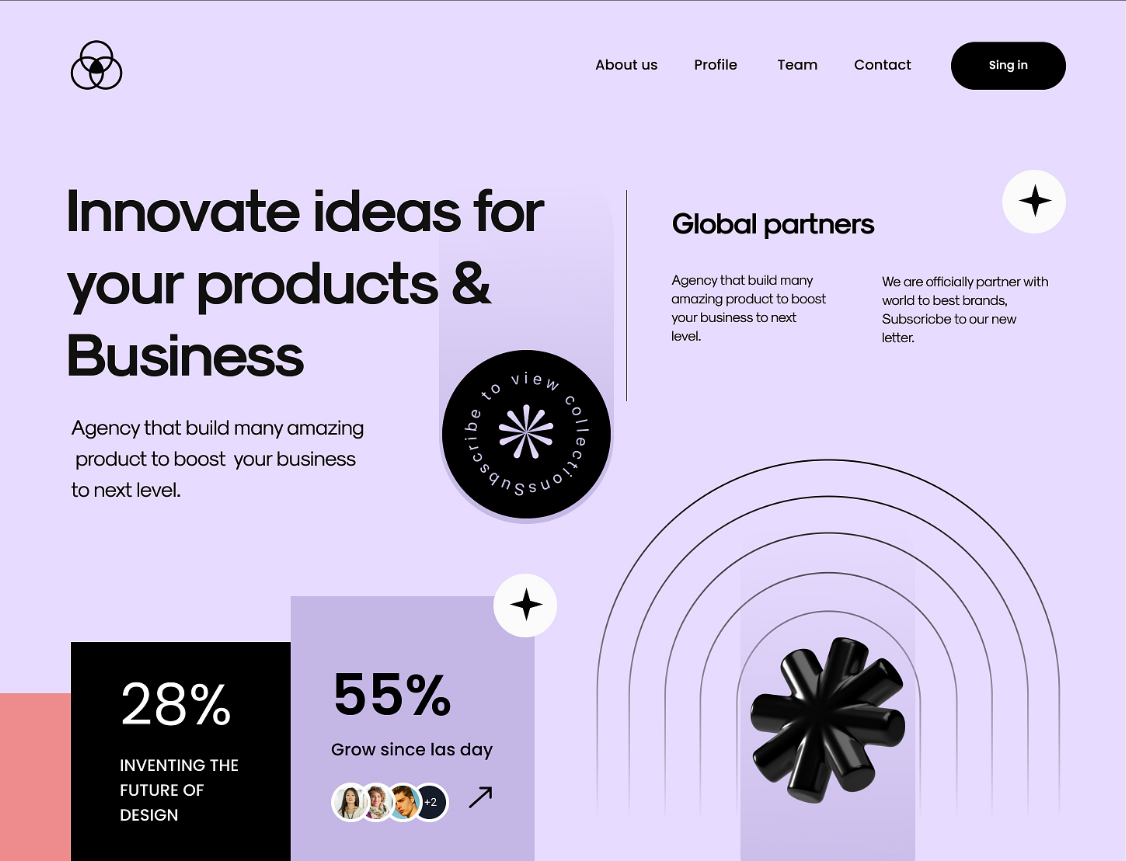 About us
Profile
Team
Contact
Sing in
Innovate ideas for
your products &
Business
Agency that build many amazing
product to boost your business
to next level.
Subscribe to view collections
Global partners
Agency that build many
amazing product to boost
your business to next
level.
We are officially partner with
world to best brands,
Subscricbe to our new
letter.
28%
INVENTING THE
FUTURE OF
DESIGN
55%
Grow since las day
+2